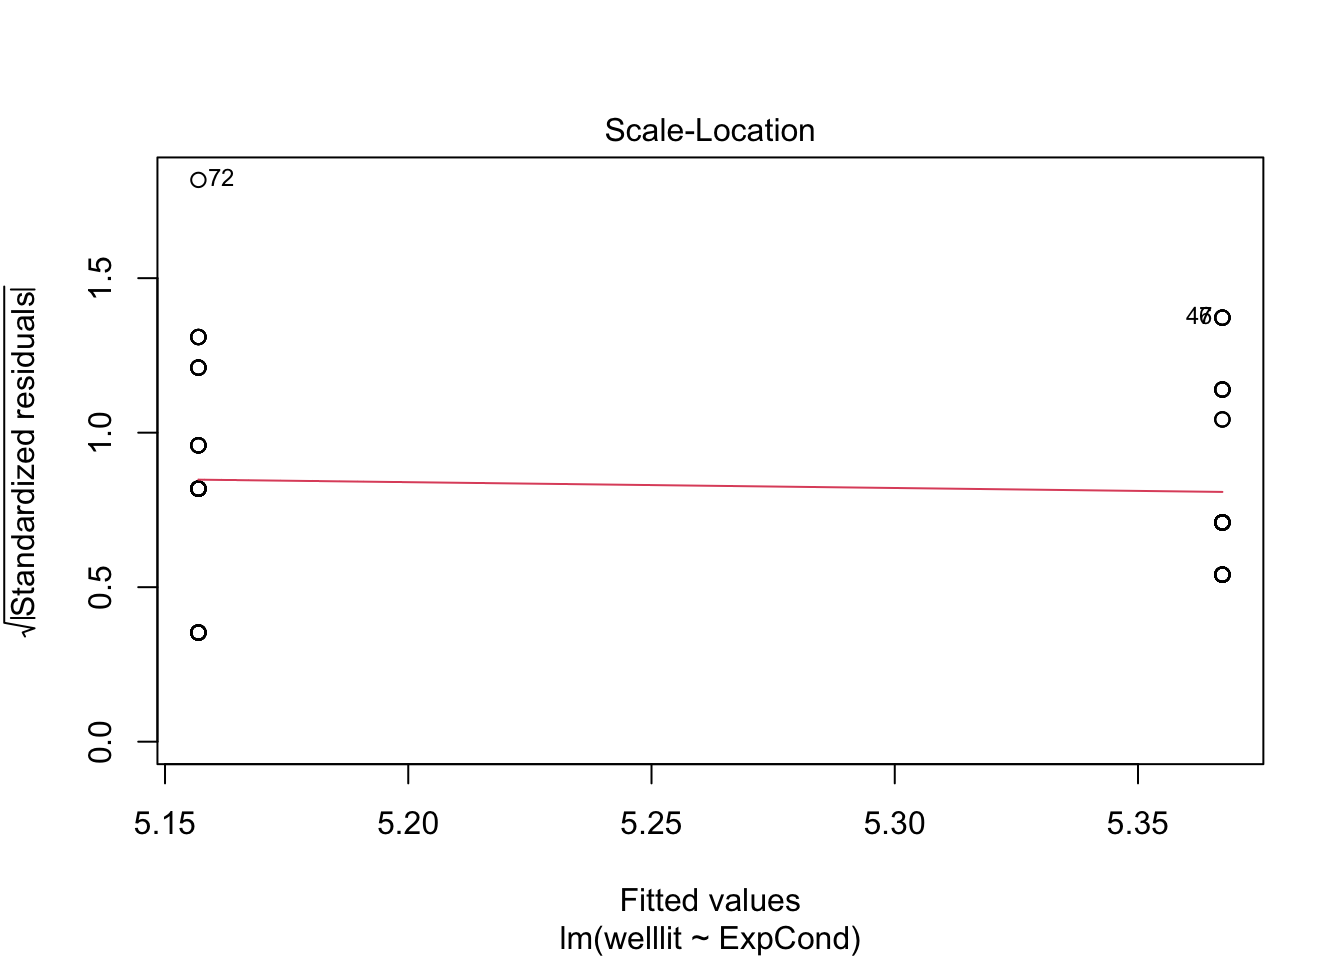 Scale-Location
√|Standardized residuals|
1.5
1.0
0.5
0.0
72
5.15 5.20 5.25 5.30 5.35
Fitted values
lm(welllit ~ ExpCond)